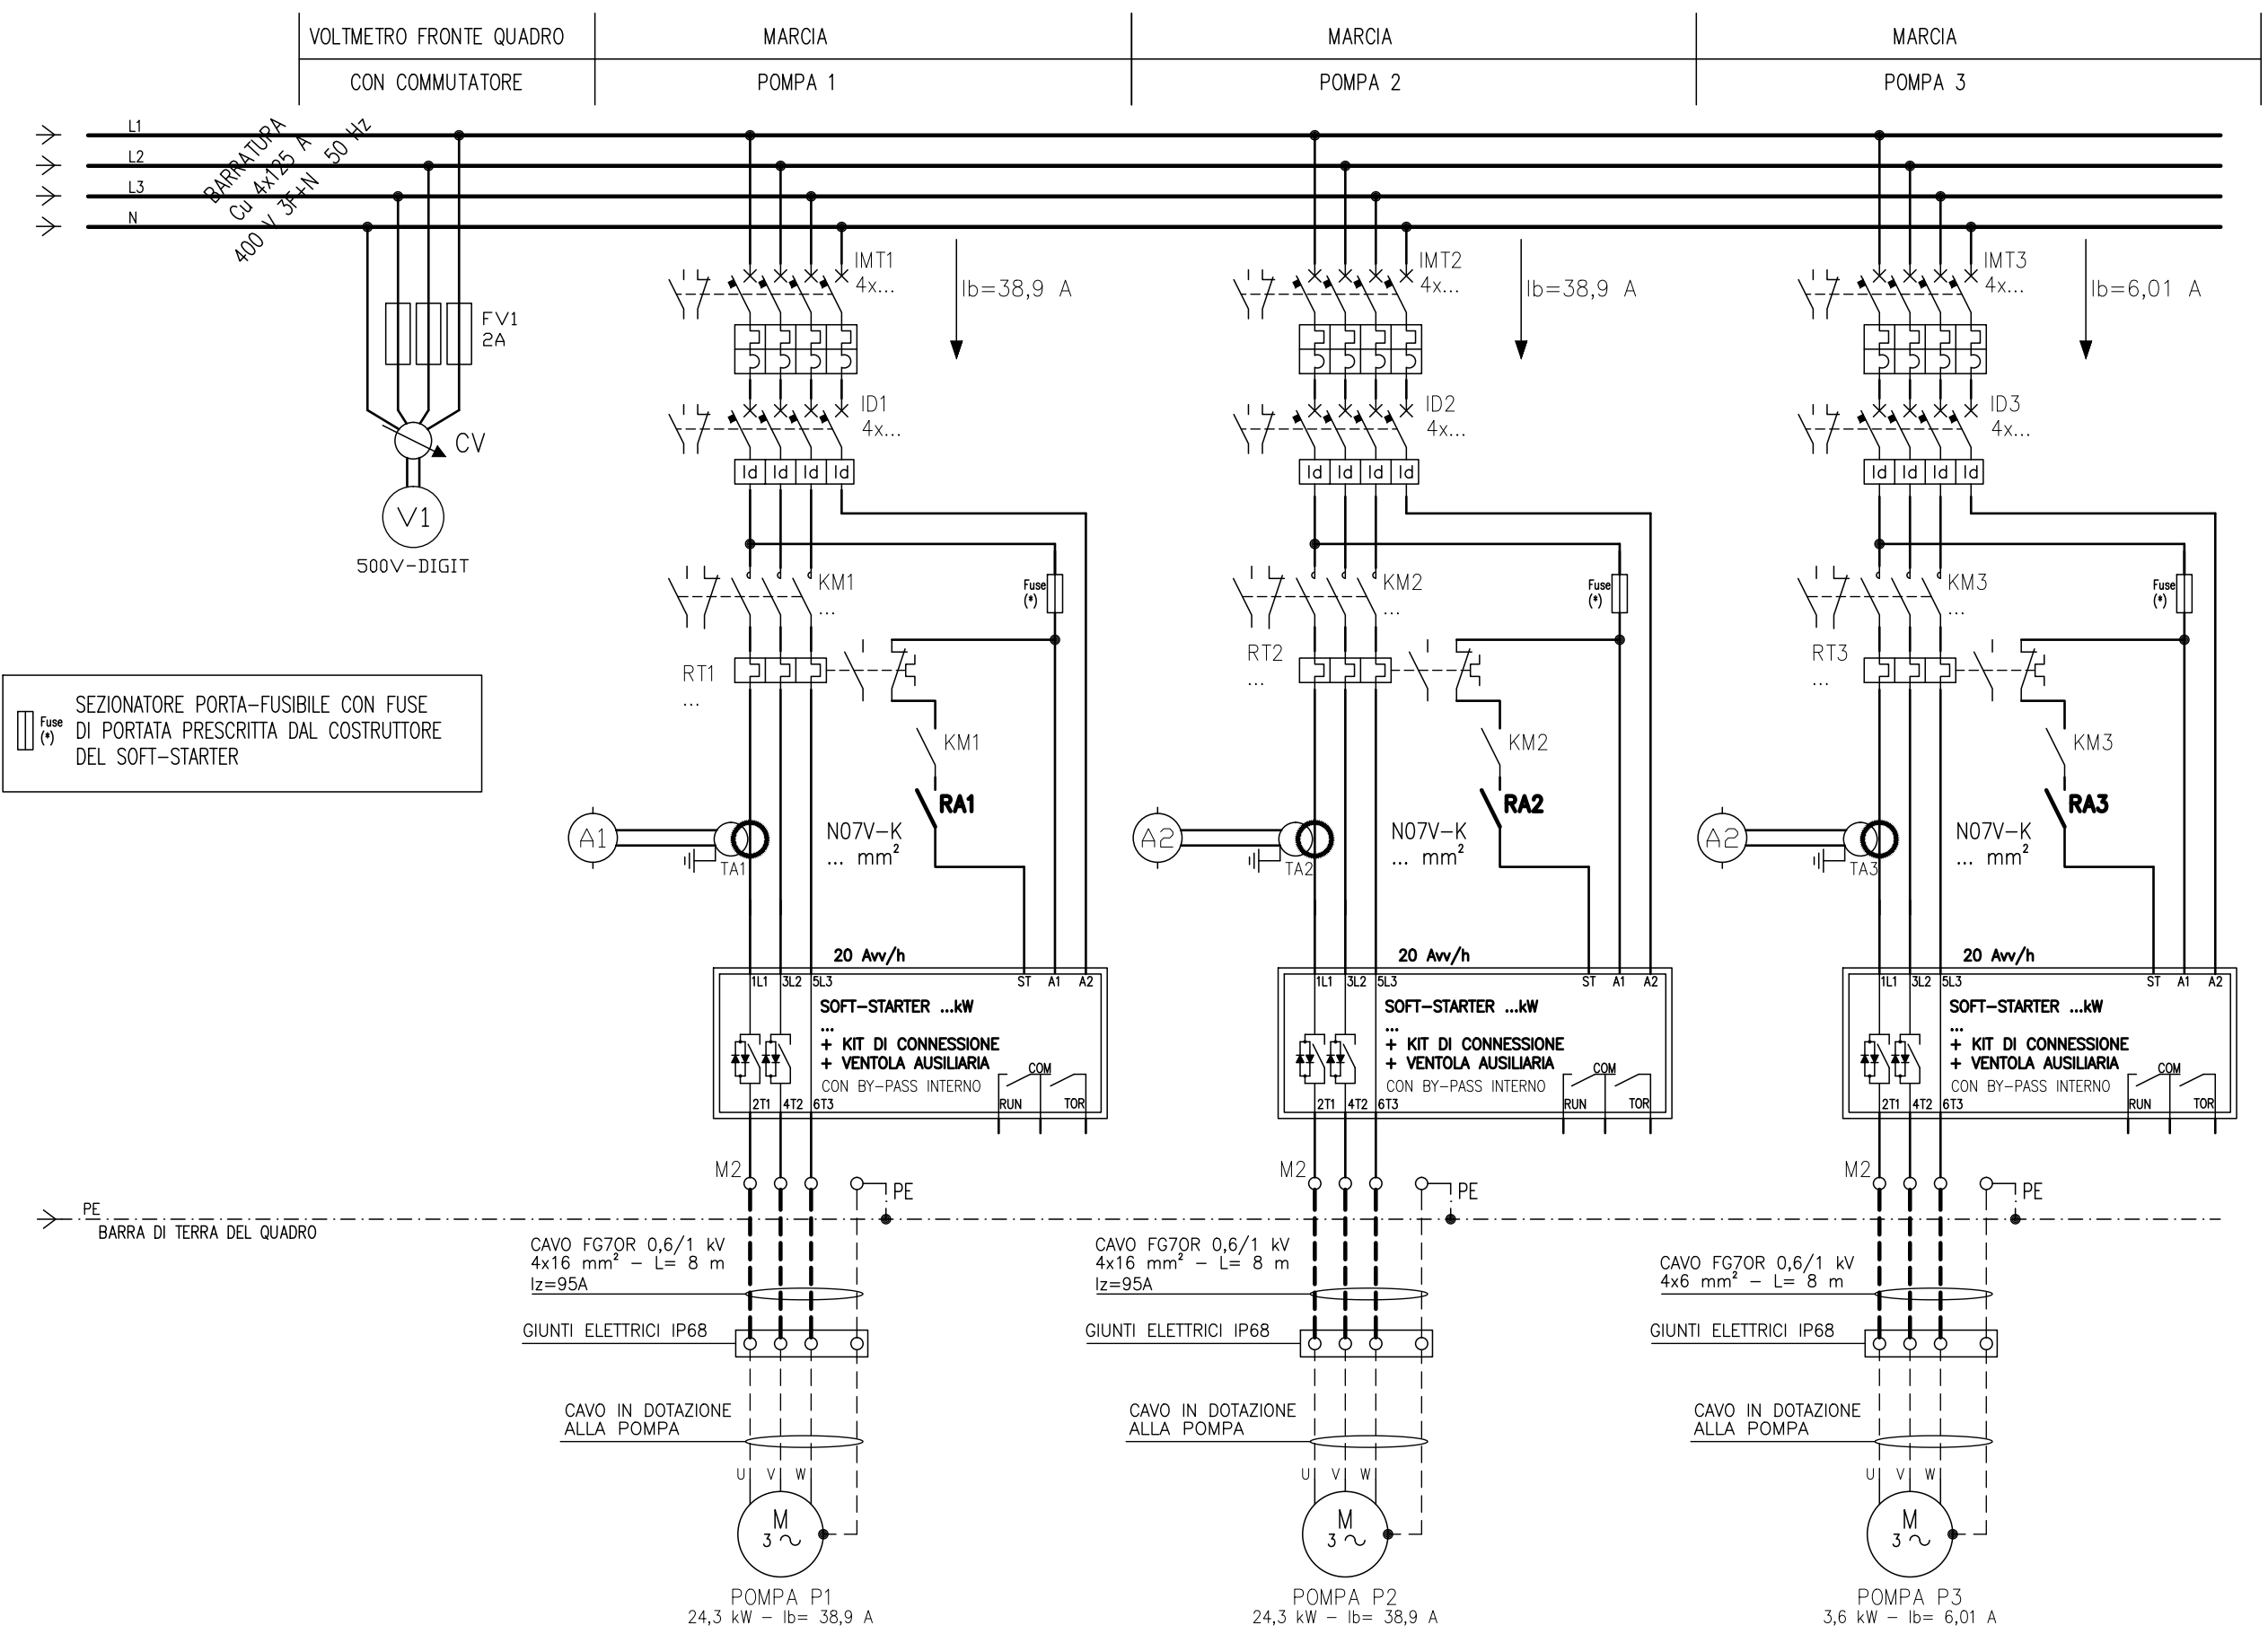 VOLTMETRO FRONTE QUADRO
CON COMMUTATORE
MARCIA
POMPA 1
MARCIA
POMPA 2
MARCIA
POMPA 3
L1
L2
L3
N
BARRATURA
Cu 4x125 A
400 V 3F+N 50 Hz
FV1
2A
CV
V1
500V-DIGIT
Fuse
(*)
SEZIONATORE PORTA-FUSIBILE CON FUSE
DI PORTATA PRESCRITTA DAL COSTRUTTORE
DEL SOFT-STARTER
IMT1
4x...
Ib=38,9 A
ID1
4x...
Id Id Id Id
KM1
...
Fuse
(*)
RT1
...
KM1
RA1
A1
TA1
N07V-K
... mm²
20 Avv/h
1L1 3L2 5L3 ST A1 A2
SOFT-STARTER ...kW
...
+ KIT DI CONNESSIONE
+ VENTOLA AUSILIARIA
CON BY-PASS INTERNO
COM
2T1 4T2 6T3 RUN TOR
M2
PE
IMT2
4x...
Ib=38,9 A
ID2
4x...
Id Id Id Id
KM2
...
Fuse
(*)
RT2
...
KM2
RA2
A2
TA2
N07V-K
... mm²
20 Avv/h
1L1 3L2 5L3 ST A1 A2
SOFT-STARTER ...kW
...
+ KIT DI CONNESSIONE
+ VENTOLA AUSILIARIA
CON BY-PASS INTERNO
COM
2T1 4T2 6T3 RUN TOR
M2
PE
IMT3
4x...
Ib=6,01 A
ID3
4x...
Id Id Id Id
KM3
...
Fuse
(*)
RT3
...
KM3
RA3
A2
TA3
N07V-K
... mm²
20 Avv/h
1L1 3L2 5L3 ST A1 A2
SOFT-STARTER ...kW
...
+ KIT DI CONNESSIONE
+ VENTOLA AUSILIARIA
CON BY-PASS INTERNO
COM
2T1 4T2 6T3 RUN TOR
M2
PE
PE
BARRA DI TERRA DEL QUADRO
CAVO FG7OR 0,6/1 kV
4x16 mm² - L= 8 m
Iz=95A
GIUNTI ELETTRICI IP68
CAVO IN DOTAZIONE
ALLA POMPA
U V W
M
3
POMPA P1
24,3 kW - Ib= 38,9 A
CAVO FG7OR 0,6/1 kV
4x16 mm² - L= 8 m
Iz=95A
GIUNTI ELETTRICI IP68
CAVO IN DOTAZIONE
ALLA POMPA
U V W
M
3
POMPA P2
24,3 kW - Ib= 38,9 A
CAVO FG7OR 0,6/1 kV
4x6 mm² - L= 8 m
GIUNTI ELETTRICI IP68
CAVO IN DOTAZIONE
ALLA POMPA
U V W
M
3
POMPA P3
3,6 kW - Ib= 6,01 A